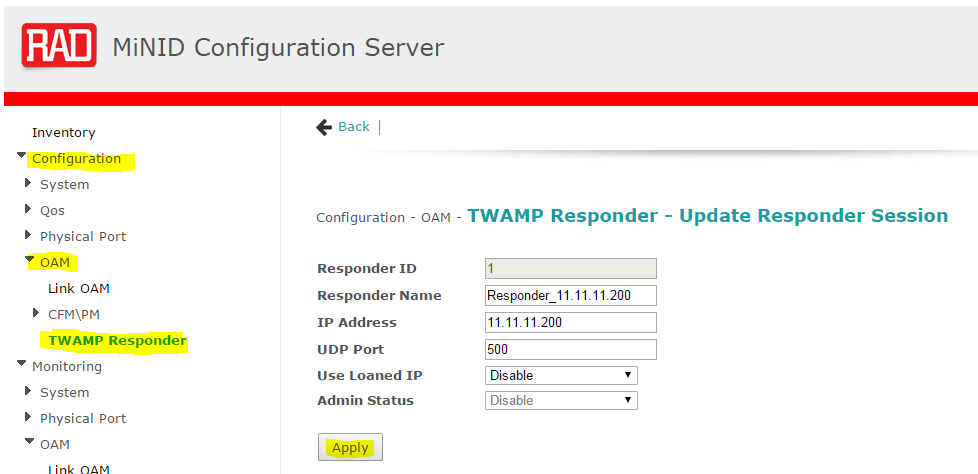 RAD MiNID Configuration Server
Inventory
Configuration
System
Qos
Physical Port
OAM
Link OAM
CFM\PM
TWAMP Responder
Monitoring
System
Physical Port
OAM
Link OAM
Back |
Configuration - OAM - TWAMP Responder - Update Responder Session
Responder ID 1
Responder Name Responder_11.11.11.200
IP Address 11.11.11.200
UDP Port 500
Use Loaned IP Disable
Admin Status Disable
Apply